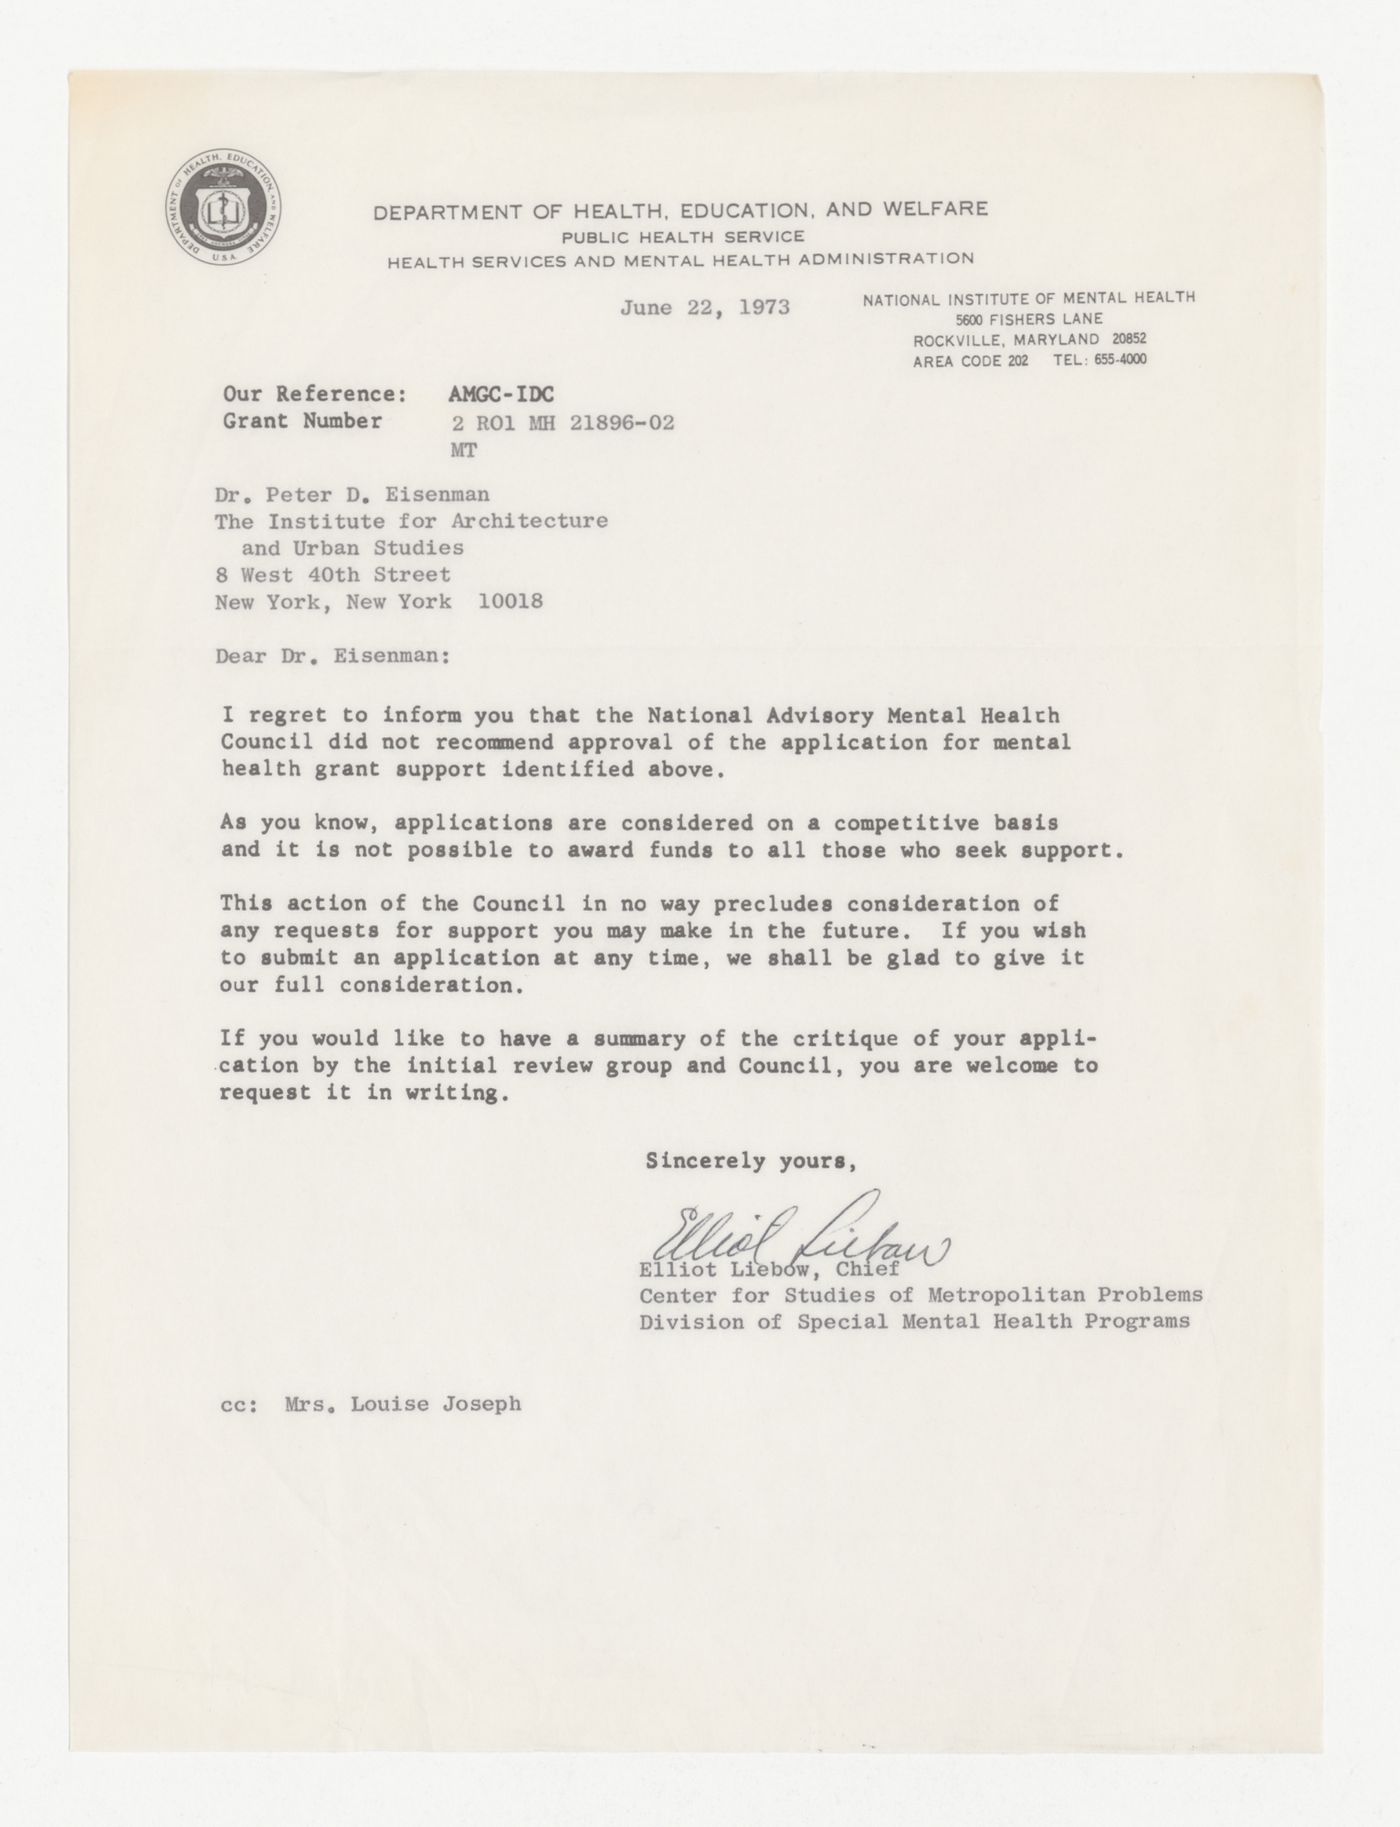 DEPARTMENT OF HEALTH, EDUCATION, AND WELFARE
USA
DEPARTMENT OF HEALTH, EDUCATION, AND WELFARE
PUBLIC HEALTH SERVICE
HEALTH SERVICES AND MENTAL HEALTH ADMINISTRATION
June 22, 1973
NATIONAL INSTITUTE OF MENTAL HEALTH
5600 FISHERS LANE
ROCKVILLE, MARYLAND 20852
AREA CODE 202 TEL: 655-4000
Our Reference: AMGC-IDC
Grant Number 2 RO1 MH 21896-02
MT
Dr. Peter D. Eisenman
The Institute for Architecture
and Urban Studies
8 West 40th Street
New York, New York 10018
Dear Dr. Eisenman:
I regret to inform you that the National Advisory Mental Health
Council did not recommend approval of the application for mental
health grant support identified above.
As you know, applications are considered on a competitive basis
and it is not possible to award funds to all those who seek support.
This action of the Council in no way precludes consideration of
any requests for support you may make in the future. If you wish
to submit an application at any time, we shall be glad to give it
our full consideration.
If you would like to have a summary of the critique of your appli-
cation by the initial review group and Council, you are welcome to
request it in writing.
Sincerely yours,
Elliot Liebow
Elliot Liebow, Chief
Center for Studies of Metropolitan Problems
Division of Special Mental Health Programs
cc: Mrs. Louise Joseph